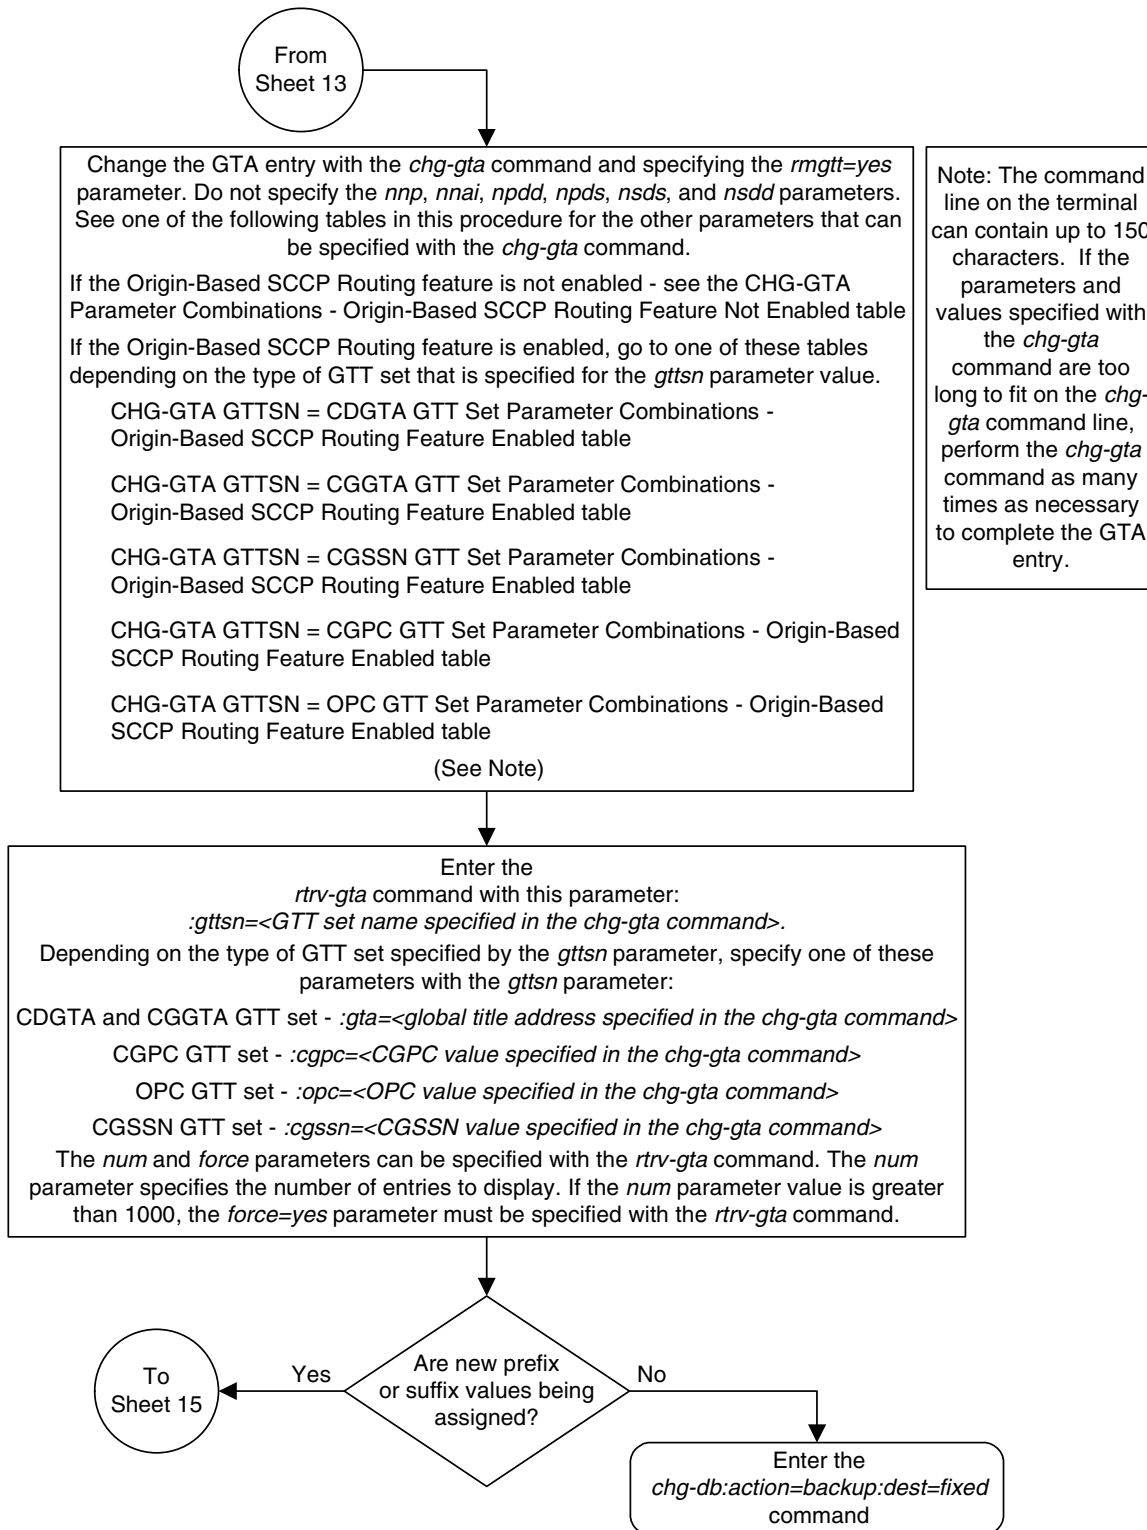 From
Sheet 13
Change the GTA entry with the chg-gta command and specifying the rmgtt=yes
parameter. Do not specify the nnp, nnai, npdd, npds, nsds, and nsdd parameters.
See one of the following tables in this procedure for the other parameters that can
be specified with the chg-gta command.
If the Origin-Based SCCP Routing feature is not enabled - see the CHG-GTA
Parameter Combinations - Origin-Based SCCP Routing Feature Not Enabled table
If the Origin-Based SCCP Routing feature is enabled, go to one of these tables
depending on the type of GTT set that is specified for the gttsn parameter value.
CHG-GTA GTTSN = CDGTA GTT Set Parameter Combinations -
Origin-Based SCCP Routing Feature Enabled table
CHG-GTA GTTSN = CGGTA GTT Set Parameter Combinations -
Origin-Based SCCP Routing Feature Enabled table
CHG-GTA GTTSN = CGSSN GTT Set Parameter Combinations -
Origin-Based SCCP Routing Feature Enabled table
CHG-GTA GTTSN = CGPC GTT Set Parameter Combinations - Origin-Based
SCCP Routing Feature Enabled table
CHG-GTA GTTSN = OPC GTT Set Parameter Combinations - Origin-Based
SCCP Routing Feature Enabled table
(See Note)
Note: The command
line on the terminal
can contain up to 150
characters. If the
parameters and
values specified with
the chg-gta
command are too
long to fit on the chg-
gta command line,
perform the chg-gta
command as many
times as necessary
to complete the GTA
entry.
Enter the
rtrv-gta command with this parameter:
:gttsn=<GTT set name specified in the chg-gta command>.
Depending on the type of GTT set specified by the gttsn parameter, specify one of these
parameters with the gttsn parameter:
CDGTA and CGGTA GTT set - :gta=<global title address specified in the chg-gta command>
CGPC GTT set - :cgpc=<CGPC value specified in the chg-gta command>
OPC GTT set - :opc=<OPC value specified in the chg-gta command>
CGSSN GTT set - :cgssn=<CGSSN value specified in the chg-gta command>
The num and force parameters can be specified with the rtrv-gta command. The num
parameter specifies the number of entries to display. If the num parameter value is greater
than 1000, the force=yes parameter must be specified with the rtrv-gta command.
Are new prefix
or suffix values being
assigned?
Yes
To
Sheet 15
No
Enter the
chg-db:action=backup:dest=fixed
command